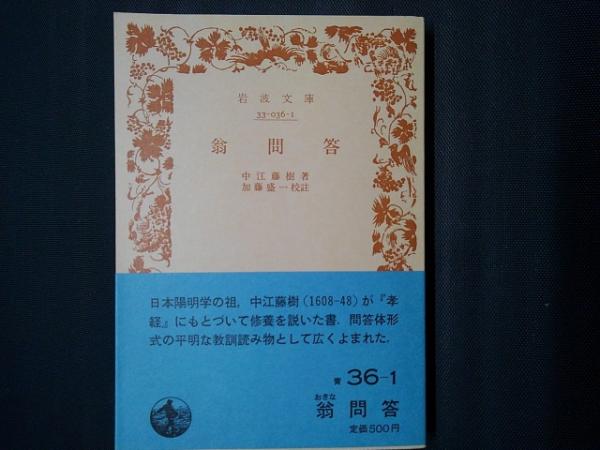 岩波文庫
33-036-1
翁問答
中江藤樹著
加藤盛一校註
日本陽明学の祖，中江藤樹（1608-48）が『孝
経』にもとづいて修養を説いた書．問答体形
式の平明な教訓読み物として広くよまれた．
青 36-1
おきな
翁問答
定価500円